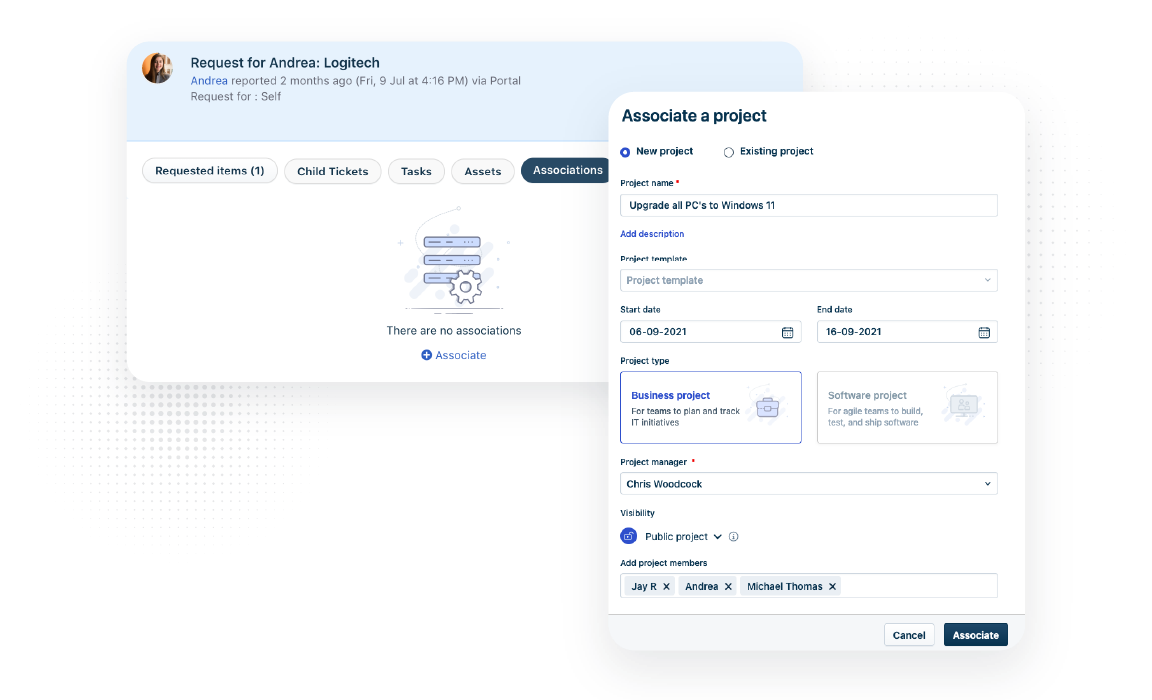 Request for Andrea: Logitech
Andrea reported 2 months ago (Fri, 9 Jul at 4:16 PM) via Portal
Request for : Self
Requested items (1)
Child Tickets
Tasks
Assets
Associations
There are no associations
Associate
Associate a project
New project
Existing project
Project name *
Upgrade all PC's to Windows 11
Add description
Project template
Project template
Start date
End date
06-09-2021
16-09-2021
Project type
Business project
For teams to plan and track
IT initiatives
Software project
For agile teams to build,
test, and ship software
Project manager *
Chris Woodcock
Visibility
Public project
Add project members
Jay R
Andrea
Michael Thomas
Cancel
Associate